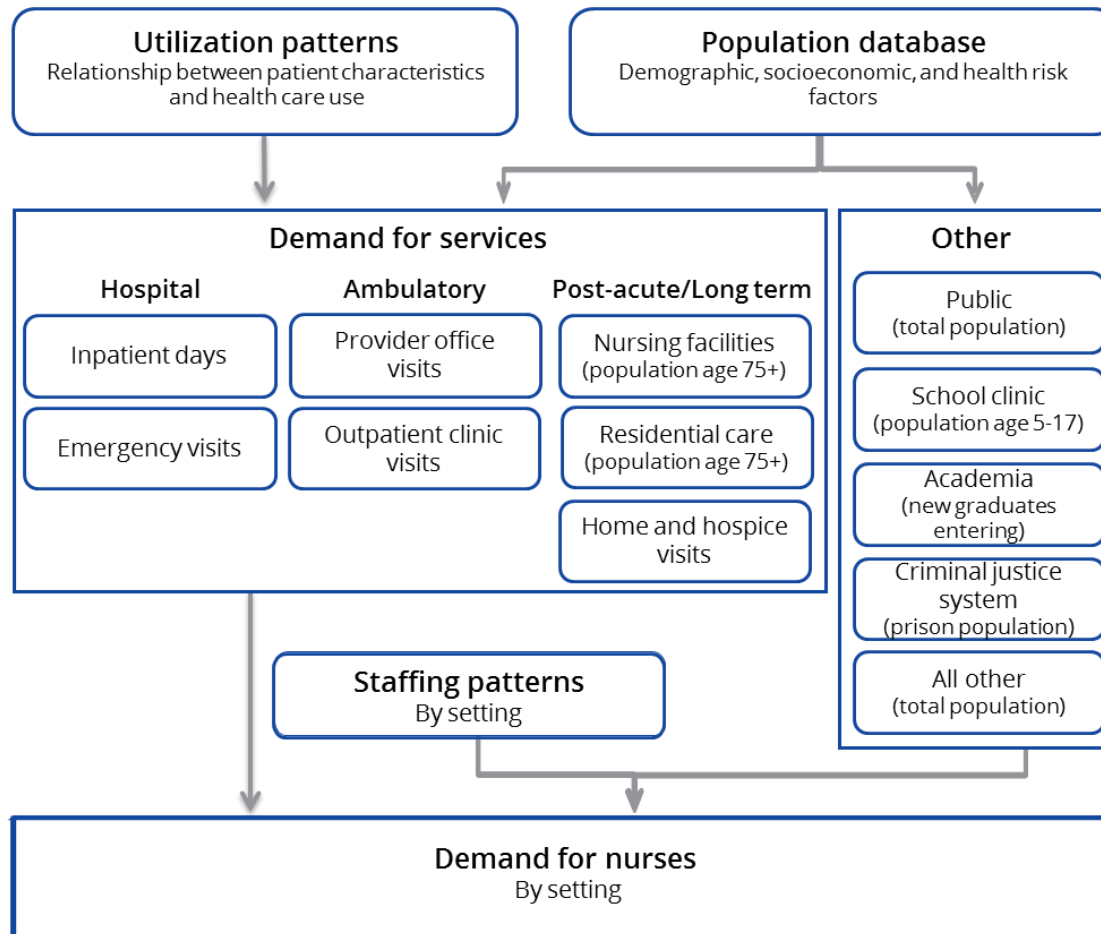 Utilization patterns
Relationship between patient characteristics
and health care use
Population database
Demographic, socioeconomic, and health risk
factors
Demand for services
Hospital
Inpatient days
Emergency visits
Ambulatory
Provider office
visits
Outpatient clinic
visits
Post-acute/Long term
Nursing facilities
(population age 75+)
Residential care
(population age 75+)
Home and hospice
visits
Other
Public
(total population)
School clinic
(population age 5-17)
Academia
(new graduates
entering)
Criminal justice
system
(prison population)
All other
(total population)
Staffing patterns
By setting
Demand for nurses
By setting